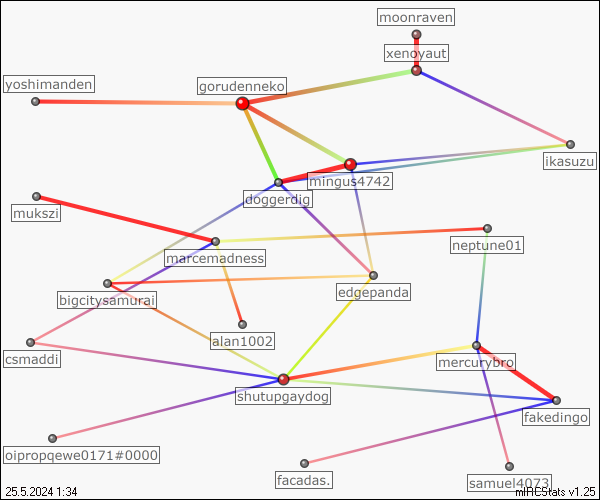 moonraven
xenoyaut
yoshimanden
gorudenneko
ikasuzu
mingus4742
doggerdig
mukszi
neptune01
marcemadness
edgepanda
bigcitysamurai
alan1002
csmaddi
mercurybro
shutupgaydog
fakedingo
oipropqewe0171#0000
facadas.
samuel4073
25.5.2024 1:34
mIRCStats v1.25